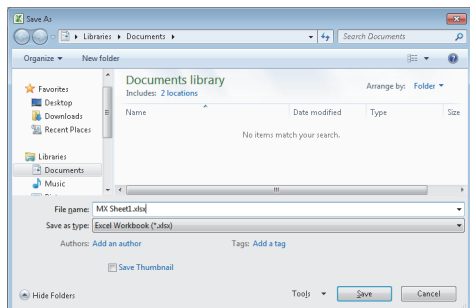 Save As
Libraries Documents Search Documents
Organize New folder
Favorites
Desktop
Downloads
Recent Places
Libraries
Documents
Music
Documents library
Includes: 2 locations
Arrange by: Folder
Name Date modified Type Size
No items match your search.
File name: MX Sheet1.xlsx
Save as type: Excel Workbook (*.xlsx)
Authors: Add an author Tags: Add a tag
Save Thumbnail
Hide Folders Tools Save Cancel